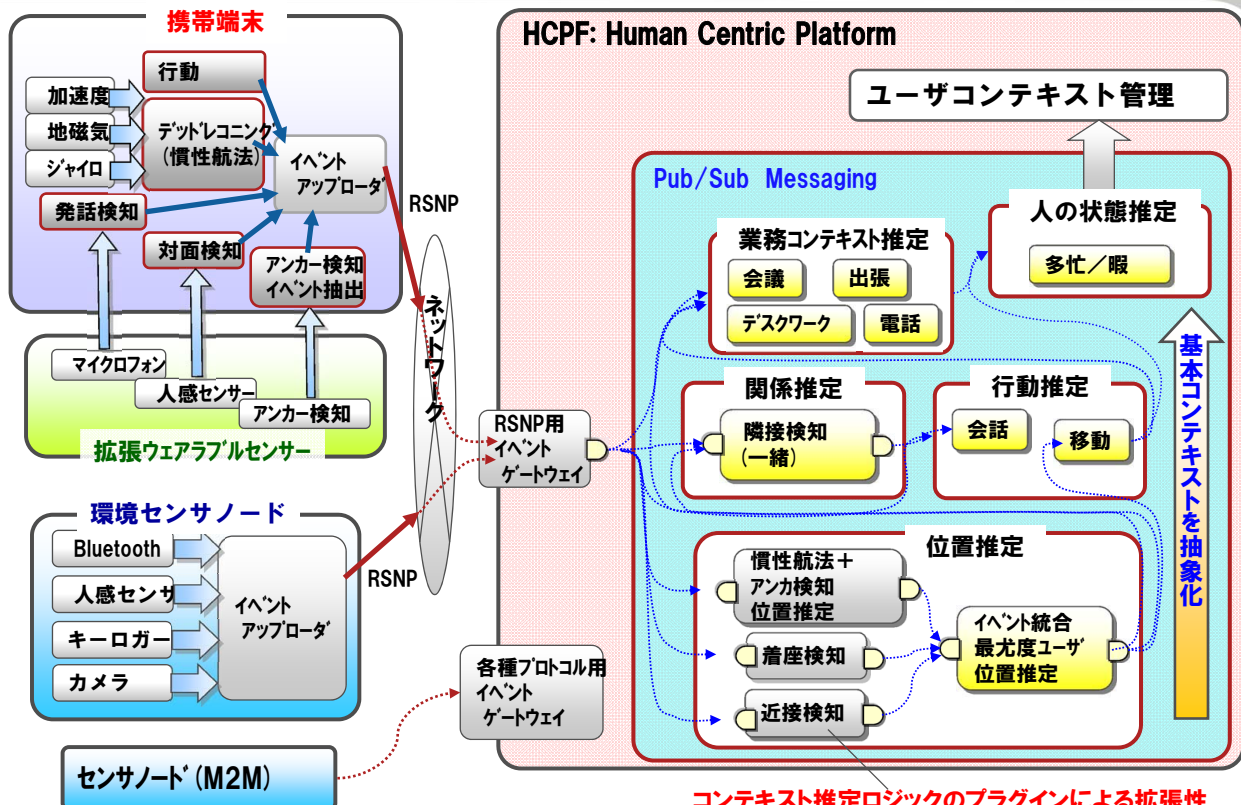 携帯端末
行動
加速度
地磁気
ジャイロ
デッドレコニング
(慣性航法)
イベント
アップローダ
発話検知
対面検知
アンカー検知
イベント抽出
RSNP
マイクロフォン
人感センサー
アンカー検知
拡張ウェアラブルセンサー
ネットワーク
環境センサノード
Bluetooth
人感センサ
キーロガー
カメラ
イベント
アップローダ
RSNP
センサノード(M2M)
HCPF: Human Centric Platform
ユーザコンテキスト管理
Pub/Sub Messaging
人の状態推定
多忙/暇
業務コンテキスト推定
会議
出張
デスクワーク
電話
関係推定
隣接検知
(一緒)
行動推定
会話
移動
基本コンテキストを抽象化
RSNP用
イベント
ゲートウェイ
各種プロトコル用
イベント
ゲートウェイ
位置推定
慣性航法+
アンカ検知
位置推定
着座検知
近接検知
イベント統合
最尤度ユーザ
位置推定
コンテキスト推定ロジックのプラグインによる拡張性